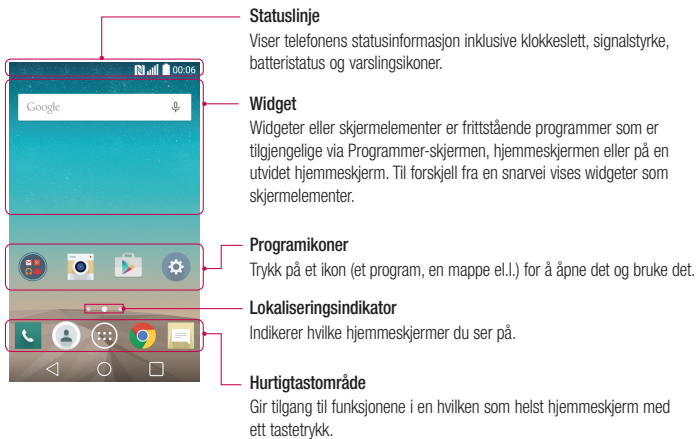 Statuslinje
Viser telefonens statusinformasjon inklusive klokkeslett, signalstyrke,
batteristatus og varslingsikoner.
00:06
Google
Widget
Widgeter eller skjermelementer er frittstående programmer som er
tilgjengelige via Programmer-skjermen, hjemmeskjermen eller på en
utvidet hjemmeskjerm. Til forskjell fra en snarvei vises widgeter som
skjermelementer.
Programikoner
Trykk på et ikon (et program, en mappe el.l.) for å åpne det og bruke det.
Lokaliseringsindikator
Indikerer hvilke hjemmeskjermer du ser på.
Hurtigtastområde
Gir tilgang til funksjonene i en hvilken som helst hjemmeskjerm med
ett tastetrykk.